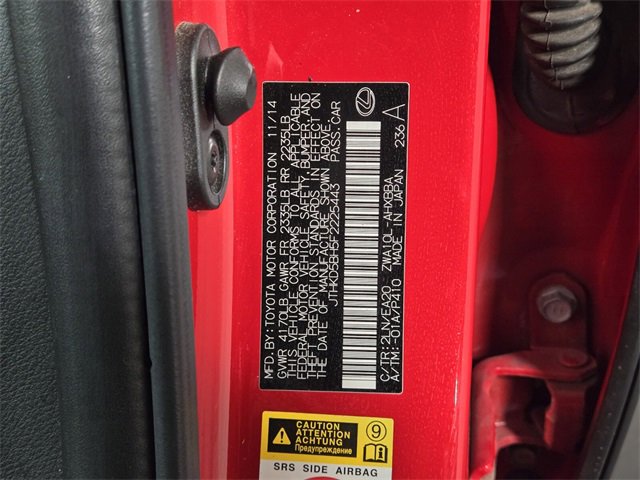 MFD.BY:TOYOTA MOTOR CORPORATION 11/14
GVWR 4170LB GAWR FR 2335LB RR 2235LB
THIS VEHICLE CONFORMS TO ALL APPLICABLE
FEDERAL MOTOR VEHICLE SAFETY, BUMPER, AND
THEFT PREVENTION STANDARDS IN EFFECT ON
THE DATE OF MANUFACTURE SHOWN ABOVE.
JTHKD5BH5F2225443 PASS.CAR
C/TR:2LN/EA20 ZWA10L-AHXBBA
A/TM:-01A/P410 MADE IN JAPAN
236
A
CAUTION
ATTENTION
ACHTUNG
Предупреждение
9
SRS SIDE AIRBAG